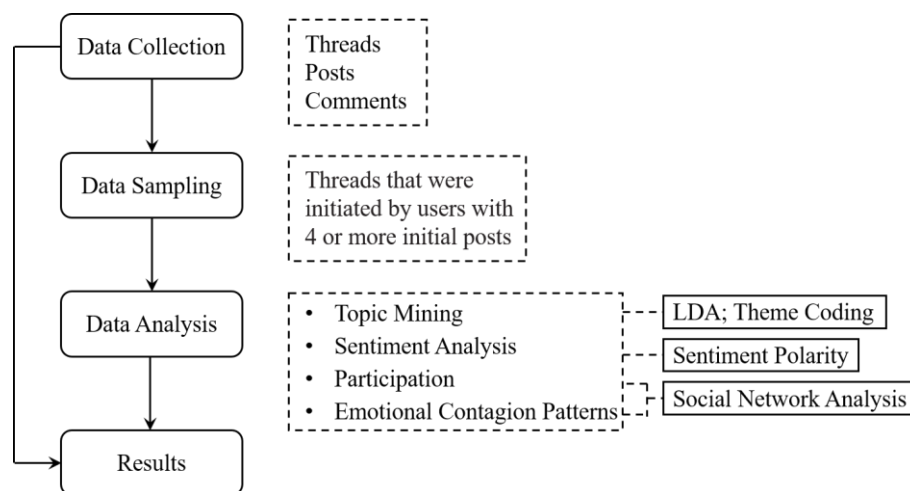 Data Collection
Threads
Posts
Comments
Data Sampling
Threads that were
initiated by users with
4 or more initial posts
Data Analysis
• Topic Mining
• Sentiment Analysis
• Participation
• Emotional Contagion Patterns
LDA; Theme Coding
Sentiment Polarity
Social Network Analysis
Results